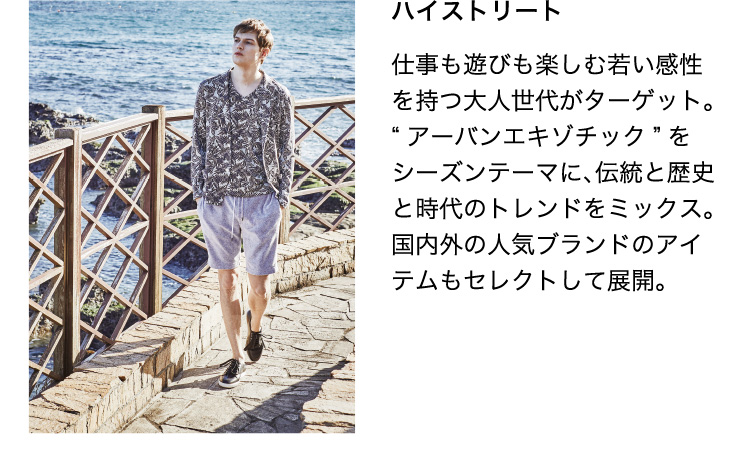 ハイストリート
仕事も遊びも楽しむ若い感性
を持つ大人世代がターゲット。
“ アーバンエキゾチック ” を
シーズンテーマに、伝統と歴史
と時代のトレンドをミックス。
国内外の人気ブランドのアイ
テムもセレクトして展開。